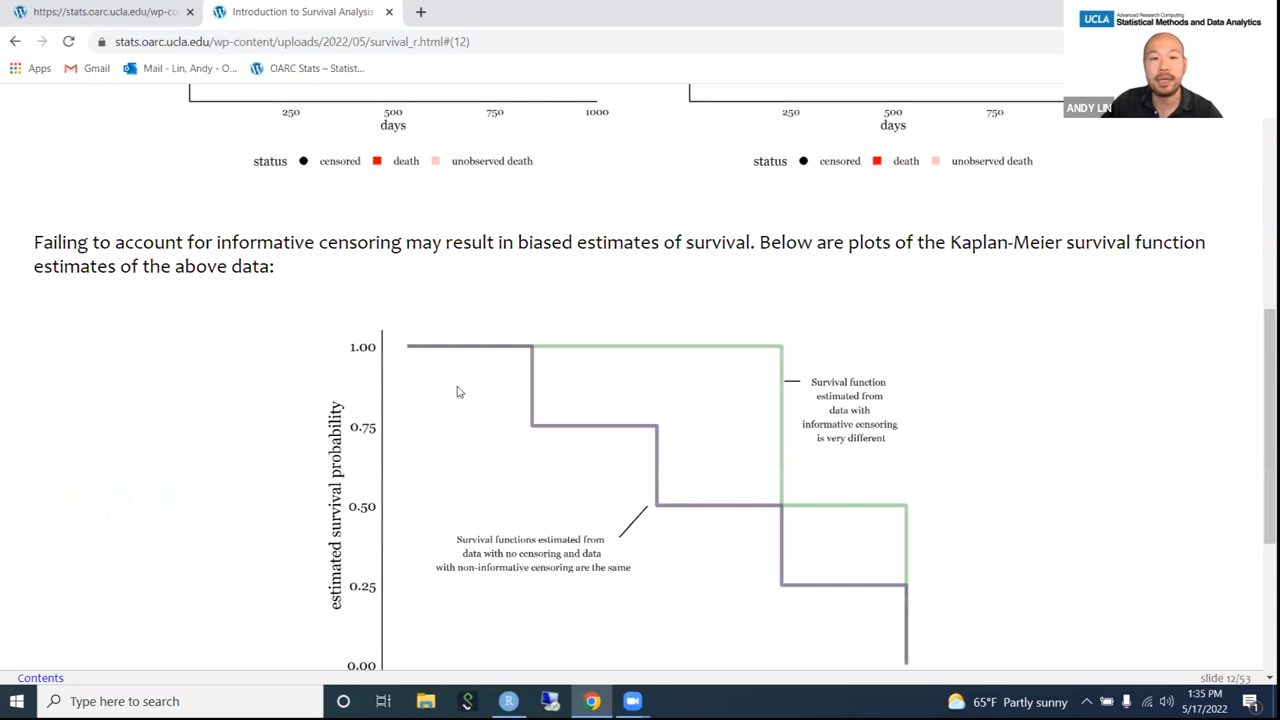 https://stats.oarc.ucla.edu/wp-co
Introduction to Survival Analysis
stats.oarc.ucla.edu/wp-content/uploads/2022/05/survival_r.html#(12)
Apps
Gmail
Mail - Lin, Andy - O...
OARC Stats – Statist...
UCLA
Advanced Research Computing
Statistical Methods and Data Analytics
ANDY LIN
250 500 750 1000
days
status censored death unobserved death
250 500 750
days
status censored death unobserved death
Failing to account for informative censoring may result in biased estimates of survival. Below are plots of the Kaplan-Meier survival function
estimates of the above data:
estimated survival probability
1.00
0.75
0.50
0.25
0.00
Survival function
estimated from
data with
informative censoring
is very different
Survival functions estimated from
data with no censoring and data
with non-informative censoring are the same
Contents
slide 12/53
Type here to search
65°F Partly sunny
1:35 PM
5/17/2022
1